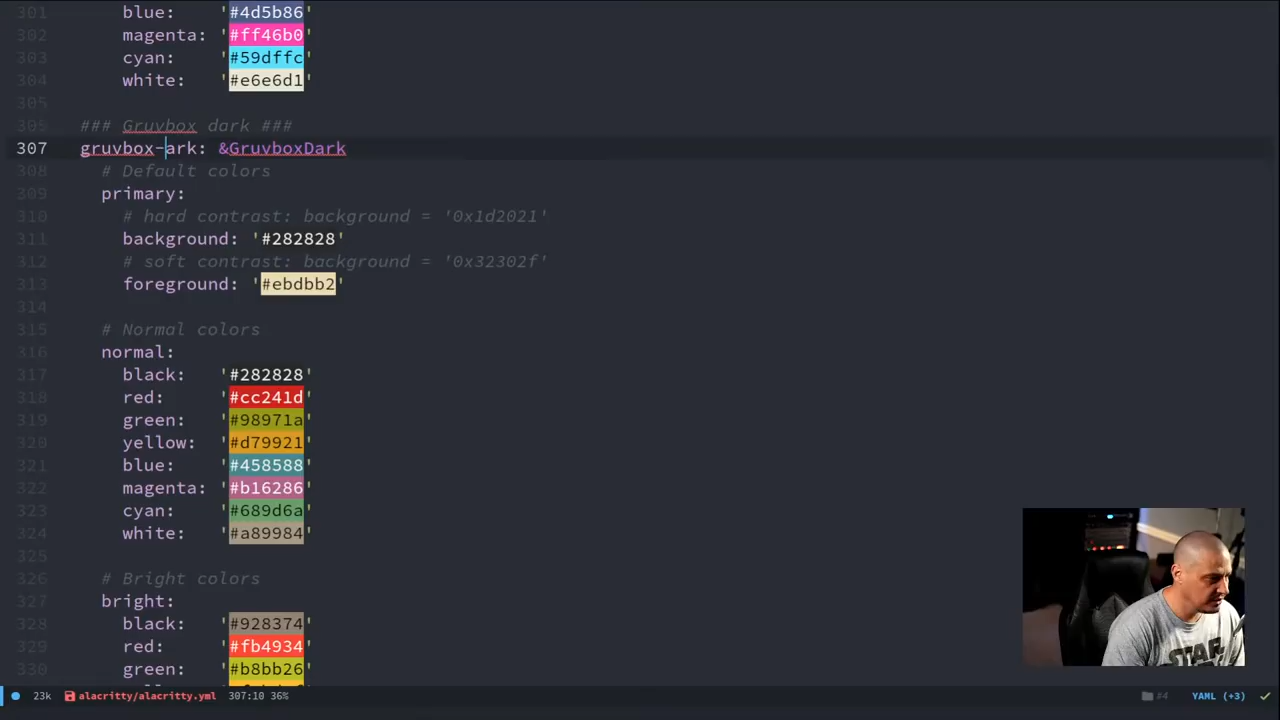 301 blue: '#4d5b86'
302 magenta: '#ff46b0'
303 cyan: '#59dffc'
304 white: '#e6e6d1'
305
306 ### Gruvbox dark ###
307 gruvbox-ark: &GruvboxDark
308 # Default colors
309 primary:
310 # hard contrast: background = '0x1d2021'
311 background: '#282828'
312 # soft contrast: background = '0x32302f'
313 foreground: '#ebdbb2'
314
315 # Normal colors
316 normal:
317 black: '#282828'
318 red: '#cc241d'
319 green: '#98971a'
320 yellow: '#d79921'
321 blue: '#458588'
322 magenta: '#b16286'
323 cyan: '#689d6a'
324 white: '#a89984'
325
326 # Bright colors
327 bright:
328 black: '#928374'
329 red: '#fb4934'
330 green: '#b8bb26'
STAR
23k alacritty/alacritty.yml 307:10 36% #4 YAML (+3)